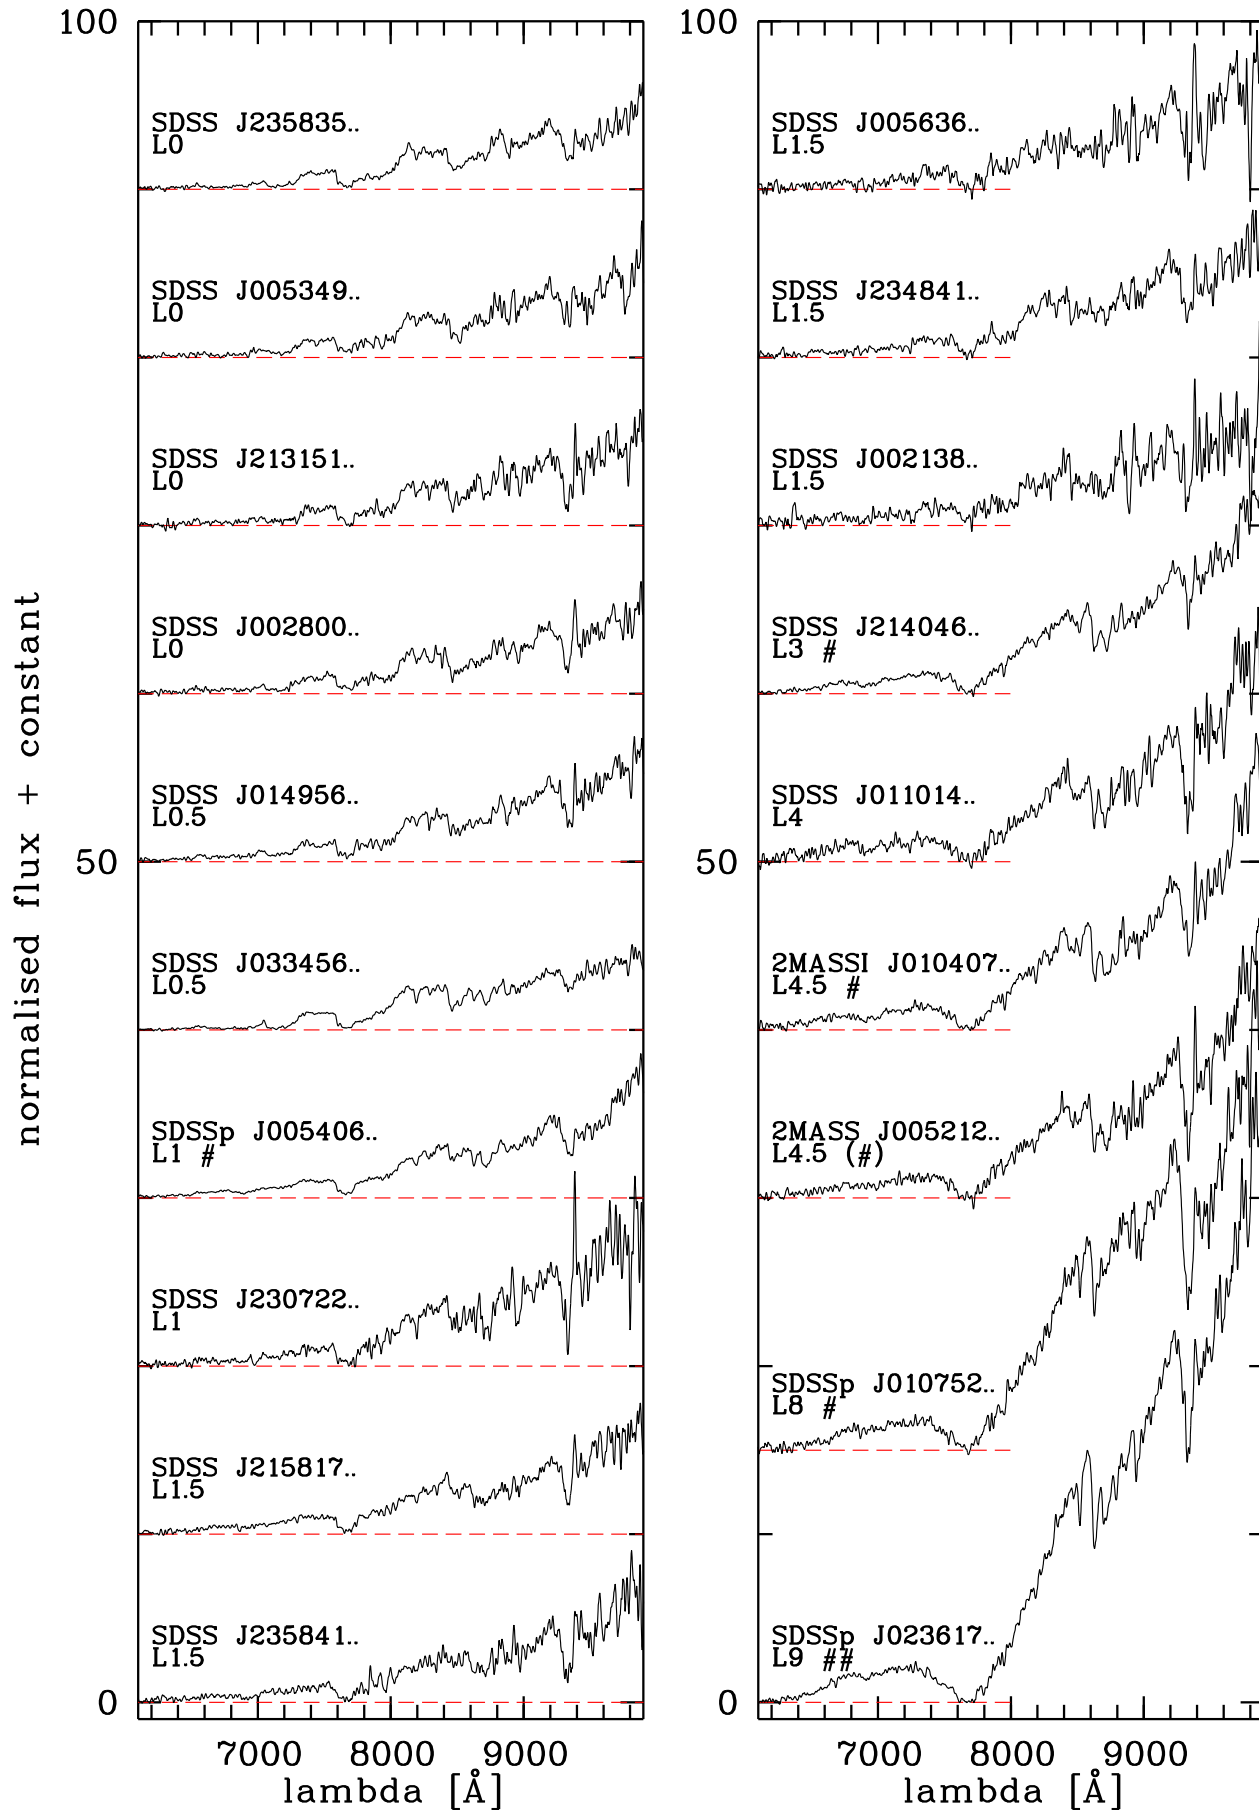 normalised flux + constant
100
50
0
SDSS J235835..
L0
SDSS J005349..
L0
SDSS J213151..
L0
SDSS J002800..
L0
SDSS J014956..
L0.5
SDSS J033456..
L0.5
SDSSp J005406..
L1 #
SDSS J230722..
L1
SDSS J215817..
L1.5
SDSS J235841..
L1.5
7000 8000 9000
lambda [Å]
100
50
0
SDSS J005636..
L1.5
SDSS J234841..
L1.5
SDSS J002138..
L1.5
SDSS J214046..
L3 #
SDSS J011014..
L4
2MASSI J010407..
L4.5 #
2MASS J005212..
L4.5 (#)
SDSSp J010752..
L8 #
SDSSp J023617..
L9 ##
7000 8000 9000
lambda [Å]